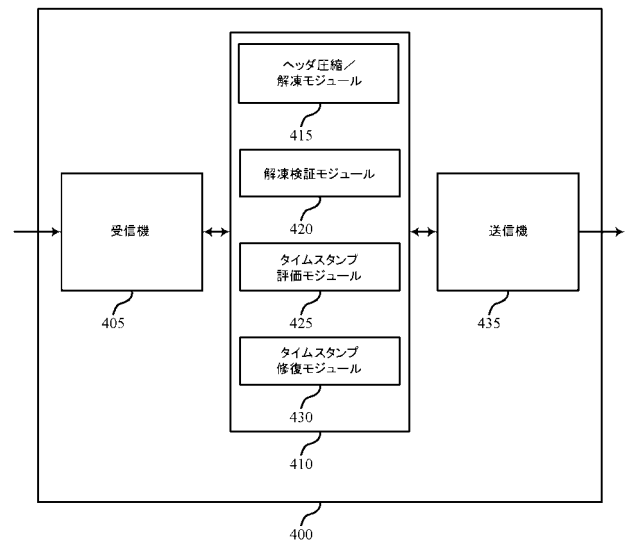 ヘッダ圧縮／
解凍モジュール
415
解凍検証モジュール
420
受信機
405
タイムスタンプ
評価モジュール
425
送信機
435
タイムスタンプ
修復モジュール
430
410
400